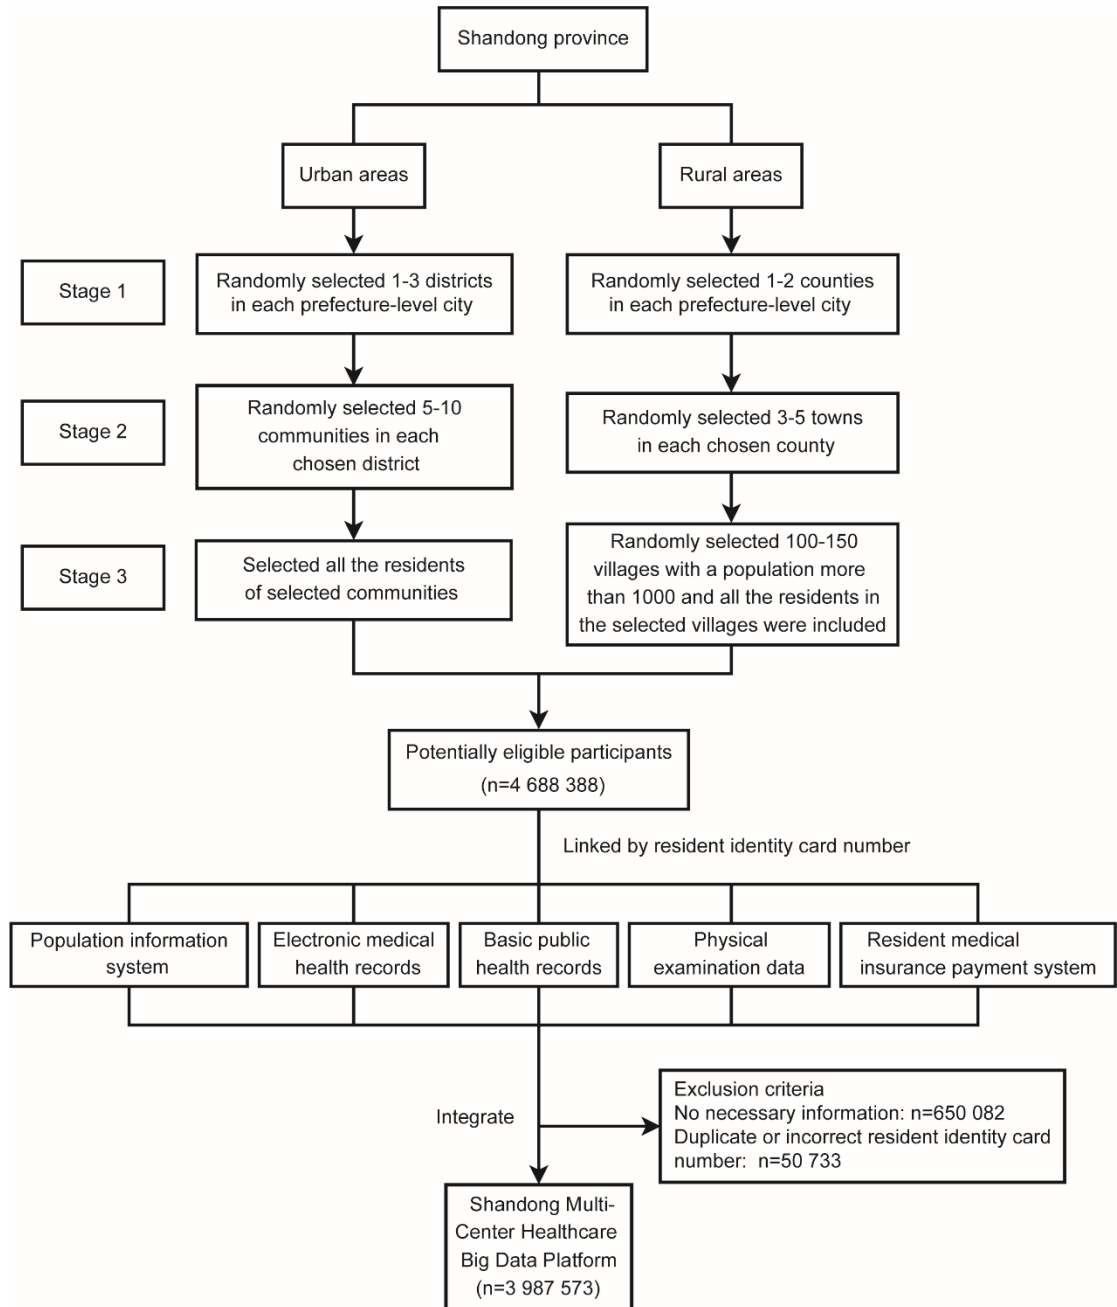 Shandong province
Urban areas
Rural areas
Stage 1
Randomly selected 1-3 districts
in each prefecture-level city
Randomly selected 1-2 counties
in each prefecture-level city
Stage 2
Randomly selected 5-10
communities in each
chosen district
Randomly selected 3-5 towns
in each chosen county
Stage 3
Selected all the residents
of selected communities
Randomly selected 100-150
villages with a population more
than 1000 and all the residents in
the selected villages were included
Potentially eligible participants
(n=4 688 388)
Linked by resident identity card number
Population information
system
Electronic medical
health records
Basic public
health records
Physical
examination data
Resident medical
insurance payment system
Integrate
Exclusion criteria
No necessary information: n=650 082
Duplicate or incorrect resident identity card
number: n=50 733
Shandong Multi-
Center Healthcare
Big Data Platform
(n=3 987 573)